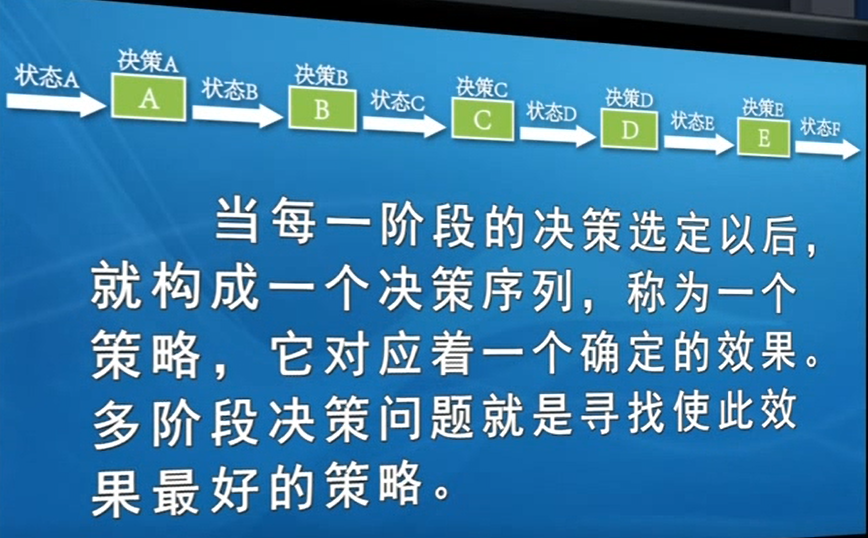 状态A 决策A 状态B 决策B 状态C 决策C 状态D 决策D 状态E 决策E 状态F
A B C D E
当每一阶段的决策选定以后，
就构成一个决策序列，称为一个
策略，它对应着一个确定的效果。
多阶段决策问题就是寻找使此效
果最好的策略。